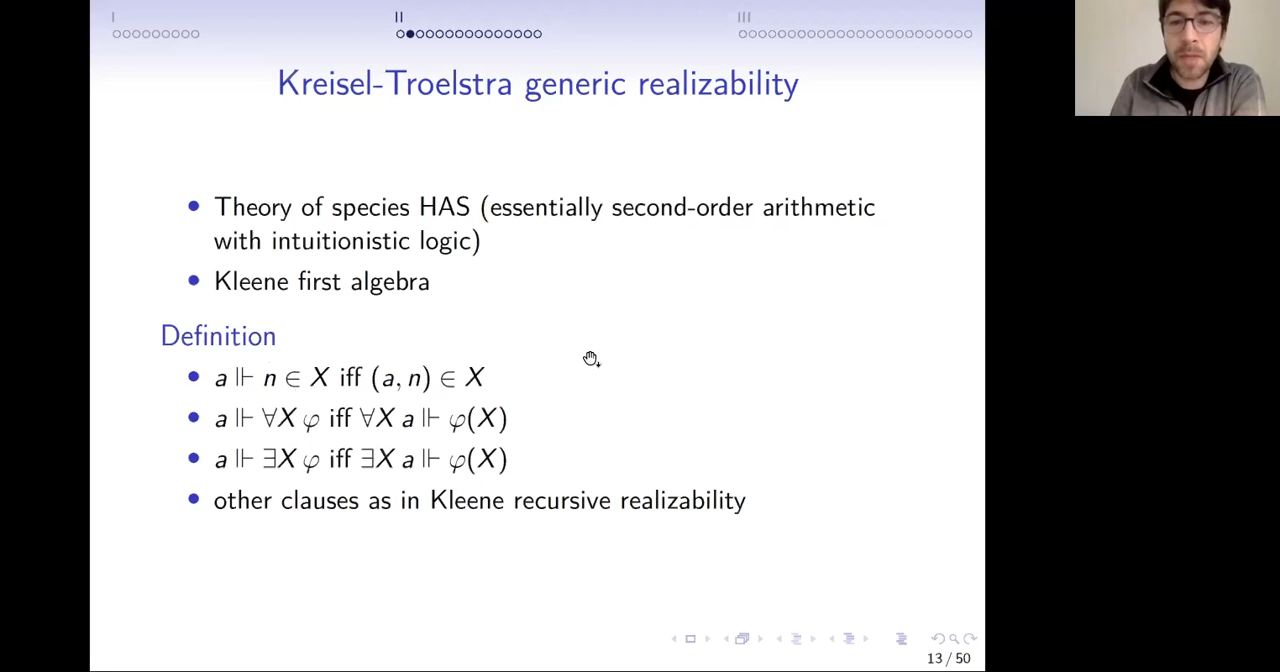 I II III
Kreisel-Troelstra generic realizability
• Theory of species HAS (essentially second-order arithmetic
with intuitionistic logic)
• Kleene first algebra
Definition
• a ⊩ n ∈ X iff (a, n) ∈ X
• a ⊩ ∀X φ iff ∀X a ⊩ φ(X)
• a ⊩ ∃X φ iff ∃X a ⊩ φ(X)
• other clauses as in Kleene recursive realizability
13 / 50